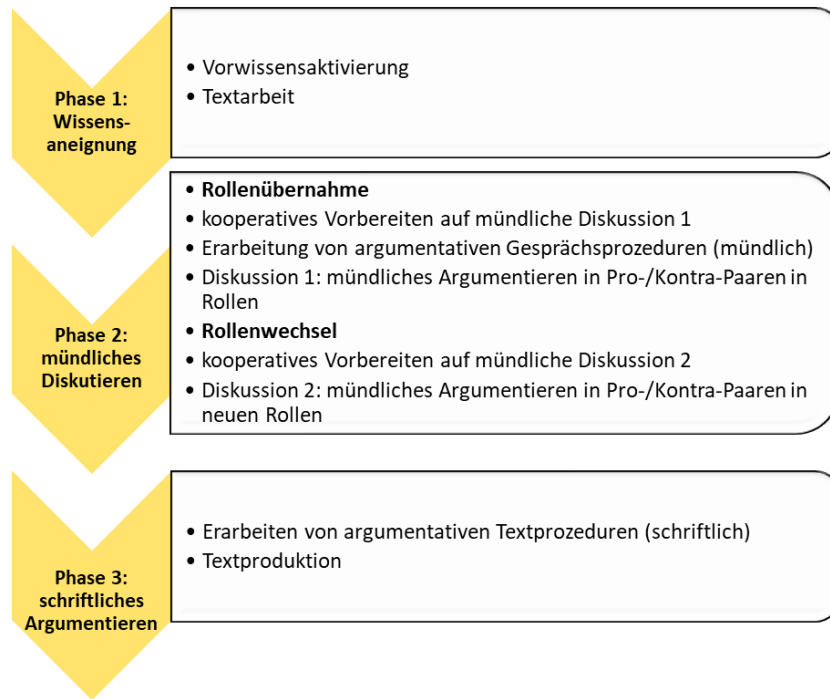 Phase 1:
Wissens-
aneignung
• Vorwissensaktivierung
• Textarbeit
Phase 2:
mündliches
Diskutieren
• Rollenübernahme
• kooperatives Vorbereiten auf mündliche Diskussion 1
• Erarbeitung von argumentativen Gesprächsprozeduren (mündlich)
• Diskussion 1: mündliches Argumentieren in Pro-/Kontra-Paaren in
Rollen
• Rollenwechsel
• kooperatives Vorbereiten auf mündliche Diskussion 2
• Diskussion 2: mündliches Argumentieren in Pro-/Kontra-Paaren in
neuen Rollen
Phase 3:
schriftliches
Argumentieren
• Erarbeiten von argumentativen Textprozeduren (schriftlich)
• Textproduktion